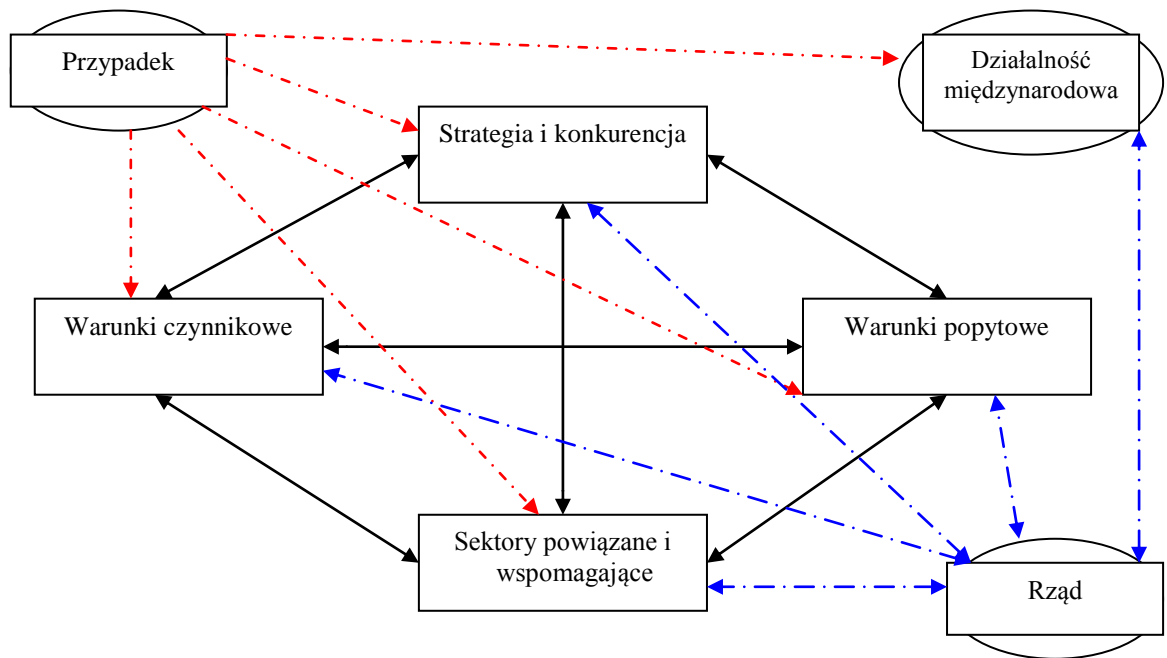 Przypadek
Działalność
międzynarodowa
Strategia i konkurencja
Warunki czynnikowe
Warunki popytowe
Sektory powiązane i
wspomagające
Rząd